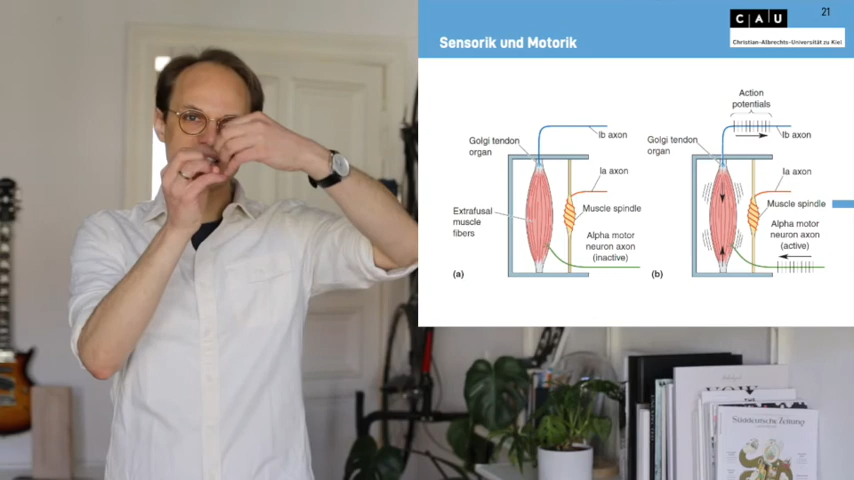 21
CAU
Christian-Albrechts-Universität zu Kiel
Sensorik und Motorik
Golgi tendon
organ
Ib axon
Ia axon
Extrafusal
muscle
fibers
Muscle spindle
Alpha motor
neuron axon
(inactive)
(a)
Action
potentials
Golgi tendon
organ
Ib axon
Ia axon
Muscle spindle
Alpha motor
neuron axon
(active)
(b)
Süddeutsche Zeitung